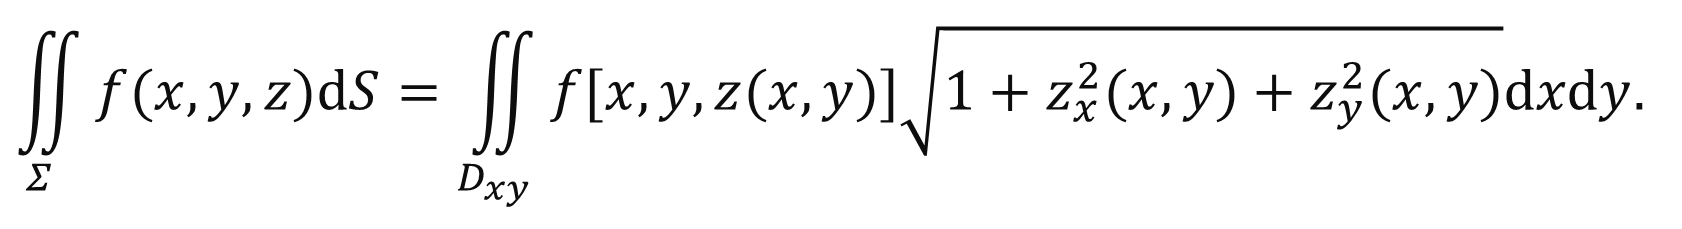 ∬_Σ f(x, y, z)dS = ∬_{D_{xy}} f[x, y, z(x, y)]√(1 + z_x^2(x, y) + z_y^2(x, y))dxdy.